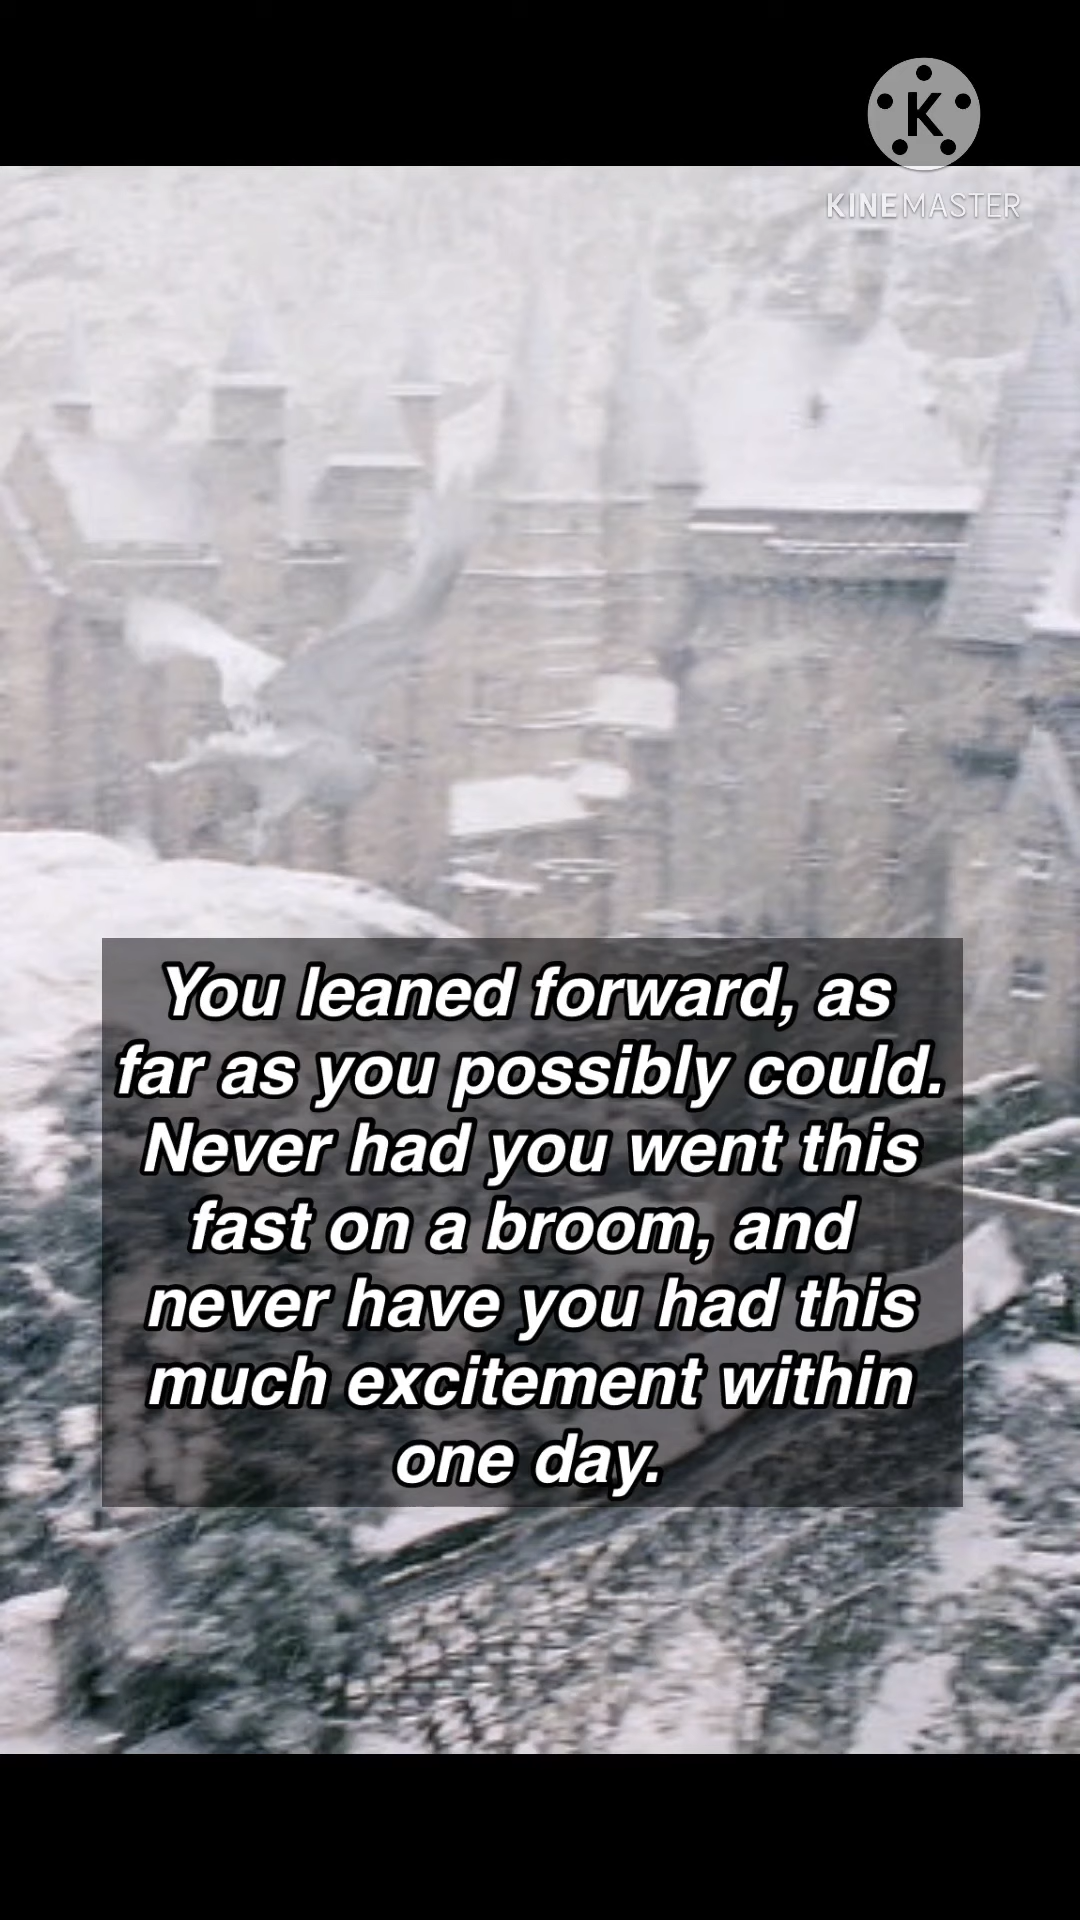 K
KINEMASTER
You leaned forward, as
far as you possibly could.
Never had you went this
fast on a broom, and
never have you had this
much excitement within
one day.